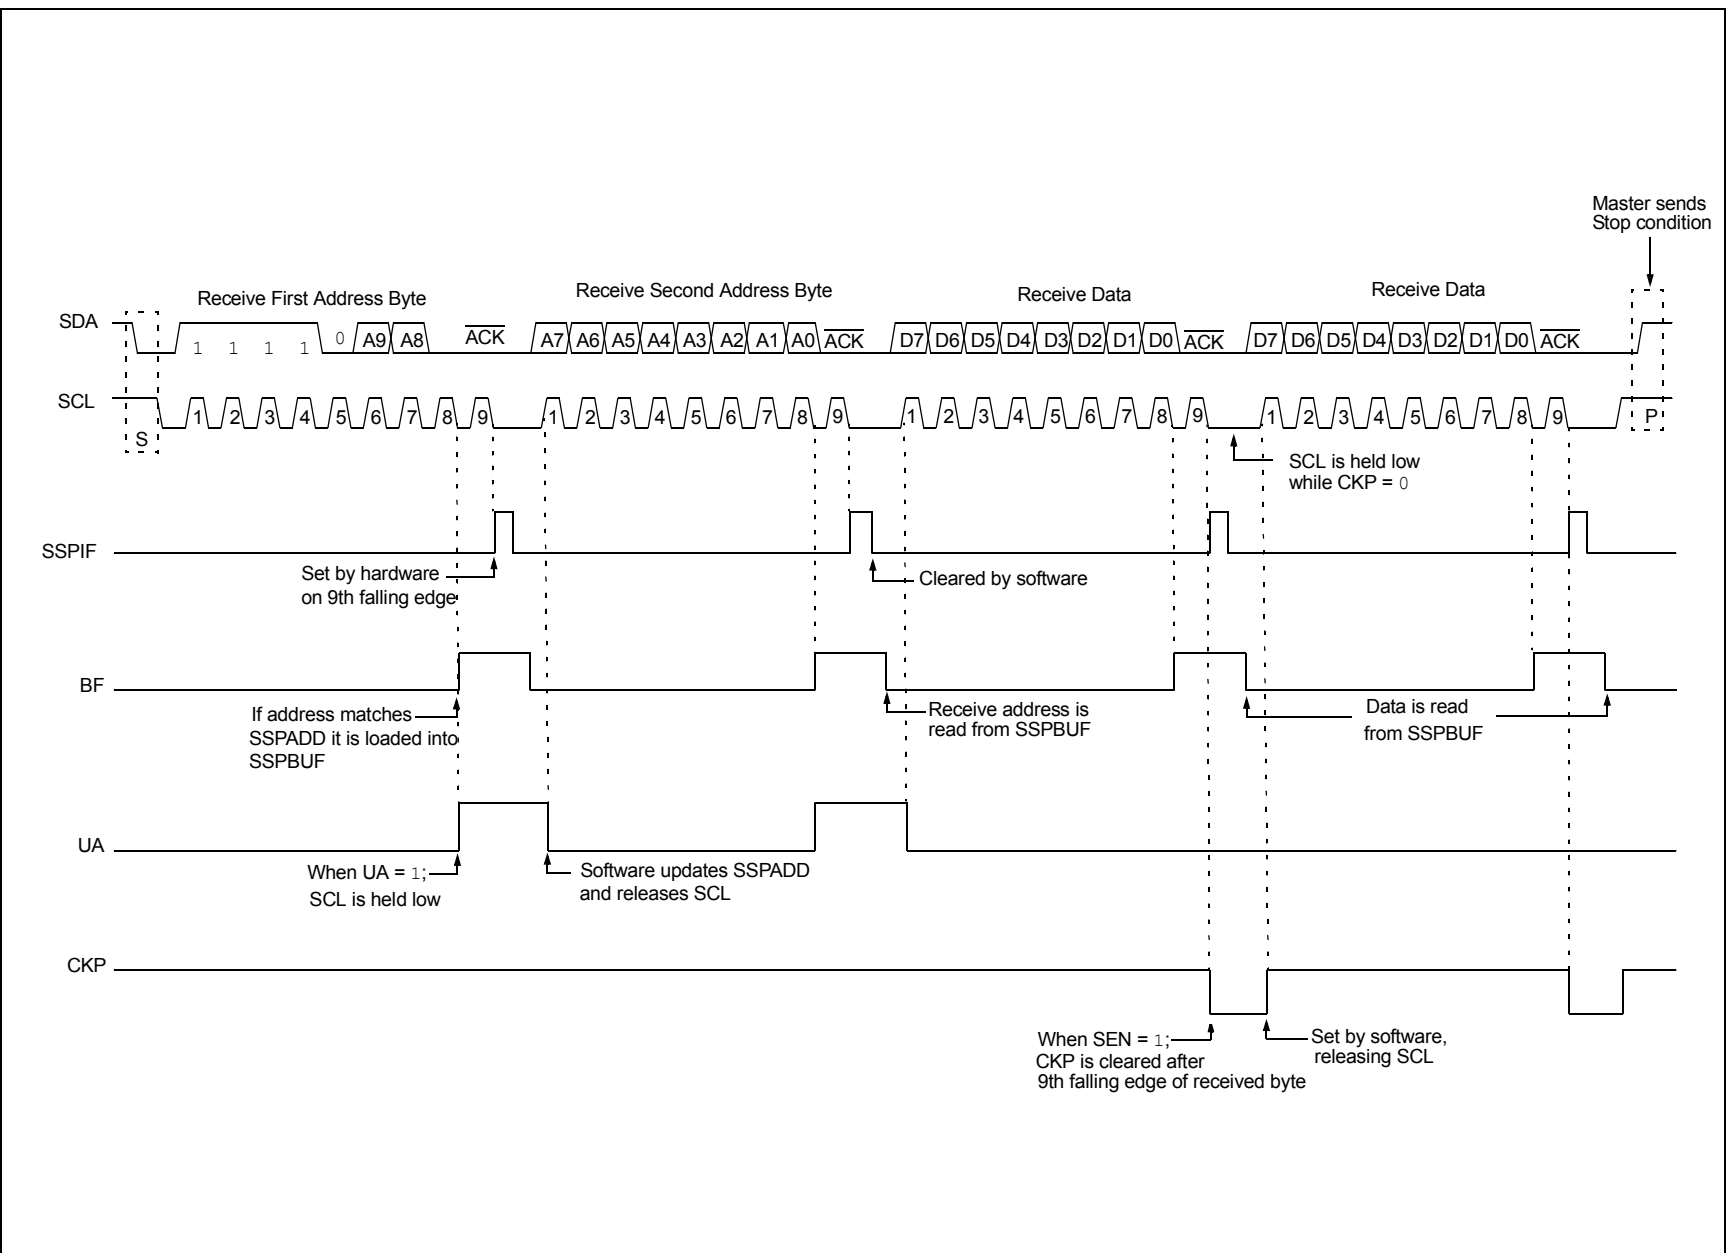 Master sends
Stop condition
Receive First Address Byte
Receive Second Address Byte
Receive Data
Receive Data
SDA
1 1 1 1 0 A9 A8 ACK A7 A6 A5 A4 A3 A2 A1 A0 ACK D7 D6 D5 D4 D3 D2 D1 D0 ACK D7 D6 D5 D4 D3 D2 D1 D0 ACK
SCL
S
1 2 3 4 5 6 7 8 9 1 2 3 4 5 6 7 8 9 1 2 3 4 5 6 7 8 9 1 2 3 4 5 6 7 8 9
P
SCL is held low
while CKP = 0
SSPIF
Set by hardware
on 9th falling edge
Cleared by software
BF
If address matches
SSPADD it is loaded into
SSPBUF
Receive address is
read from SSPBUF
Data is read
from SSPBUF
UA
When UA = 1;
SCL is held low
Software updates SSPADD
and releases SCL
CKP
When SEN = 1;
CKP is cleared after
9th falling edge of received byte
Set by software,
releasing SCL